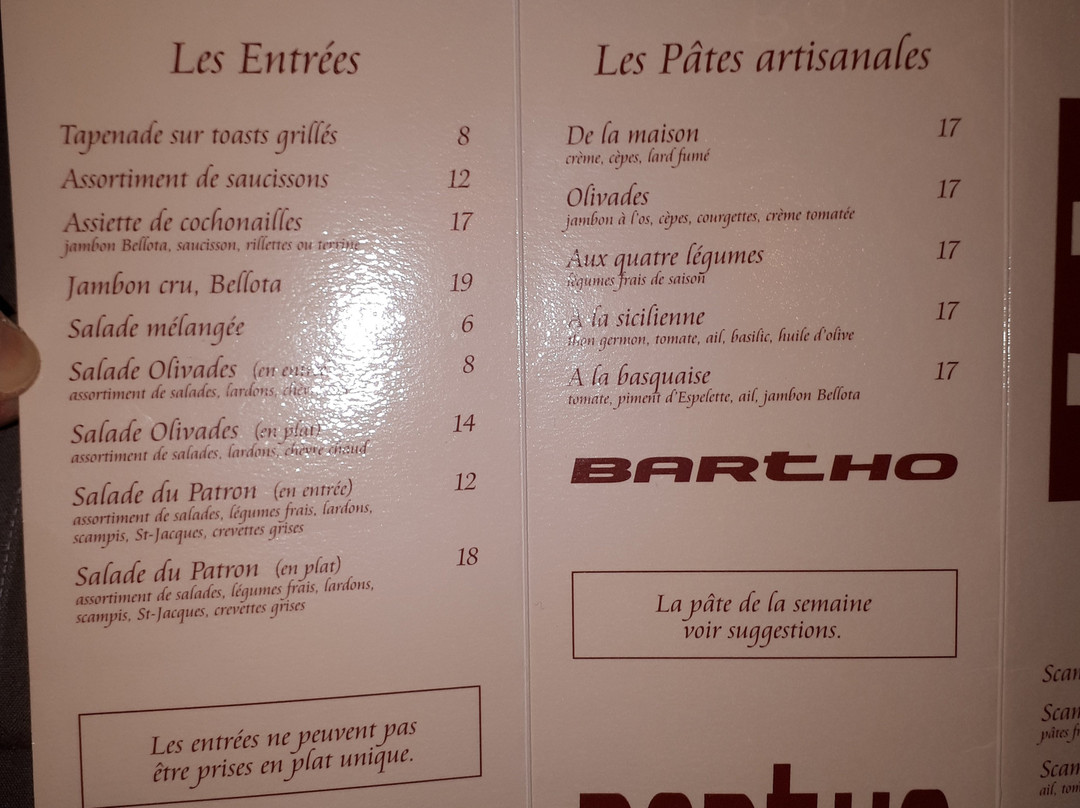 Les Entrées
Tapenade sur toasts grillés 8
Assortiment de saucissons 12
Assiette de cochonailles 17
jambon Bellota, saucisson, rillettes ou terrine
Jambon cru, Bellota 19
Salade mélangée 6
Salade Olivades (en entrée) 8
assortiment de salades, lardons,
Salade Olivades (en plat) 14
assortiment de salades, lardons, chèvre chaud
Salade du Patron (en entrée) 12
assortiment de salades, légumes frais, lardons,
scampis, St-Jacques, crevettes grises
Salade du Patron (en plat) 18
assortiment de salades, légumes frais, lardons,
scampis, St-Jacques, crevettes grises
Les entrées ne peuvent pas
être prises en plat unique.
Les Pâtes artisanales
De la maison 17
crème, cèpes, lard fumé
Olivades 17
jambon à l'os, cèpes, courgettes, crème tomatée
Aux quatre légumes 17
légumes frais de saison
A la sicilienne 17
thon germon, tomate, ail, basilic, huile d'olive
A la basquaise 17
tomate, piment d'Espelette, ail, jambon Bellota
BARTHO
La pâte de la semaine
voir suggestions.